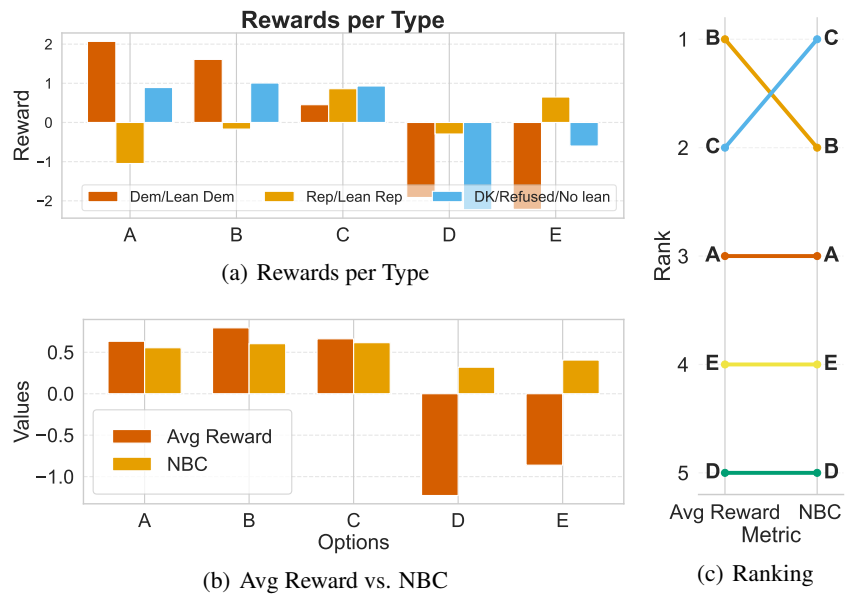 Rewards per Type
Reward
2
1
0
−1
−2
Dem/Lean Dem
Rep/Lean Rep
DK/Refused/No lean
A
B
C
D
E
(a) Rewards per Type
Values
0.5
0.0
−0.5
−1.0
Avg Reward
NBC
A
B
C
D
E
Options
(b) Avg Reward vs. NBC
Rank
1
B
C
2
C
B
3
A
A
4
E
E
5
D
D
Avg Reward
NBC
Metric
(c) Ranking